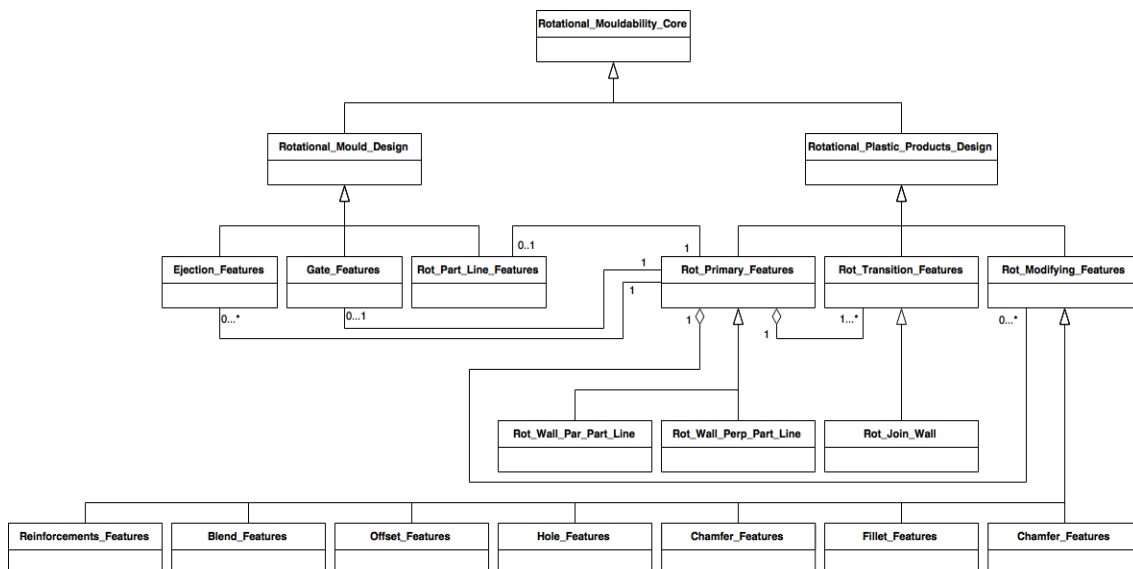 Rotational_Mouldability_Core
Rotational_Mould_Design
Rotational_Plastic_Products_Design
0..1
1
Ejection_Features
Gate_Features
Rot_Part_Line_Features
1
Rot_Primary_Features
Rot_Transition_Features
Rot_Modifying_Features
1
0...*
0...1
1
1
1...*
0...*
Rot_Wall_Par_Part_Line
Rot_Wall_Perp_Part_Line
Rot_Join_Wall
Reinforcements_Features
Blend_Features
Offset_Features
Hole_Features
Chamfer_Features
Fillet_Features
Chamfer_Features